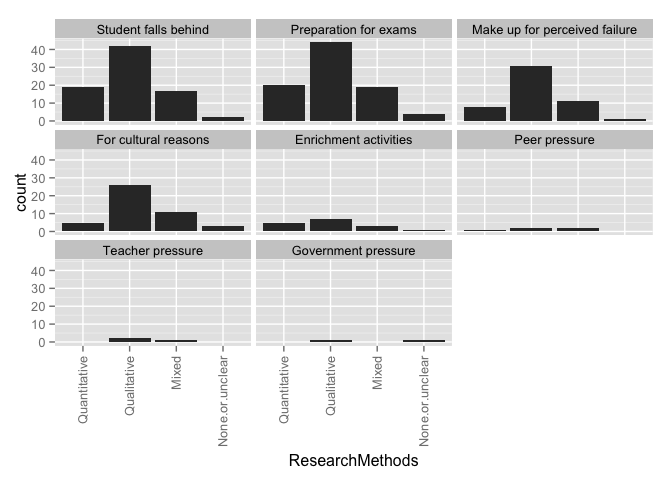 Student falls behind
Preparation for exams
Make up for perceived failure
40
30
20
10
0
For cultural reasons
Enrichment activities
Peer pressure
40
30
20
10
0
Teacher pressure
Government pressure
40
30
20
10
0
count
Quantitative
Qualitative
Mixed
None.or.unclear
Quantitative
Qualitative
Mixed
None.or.unclear
ResearchMethods